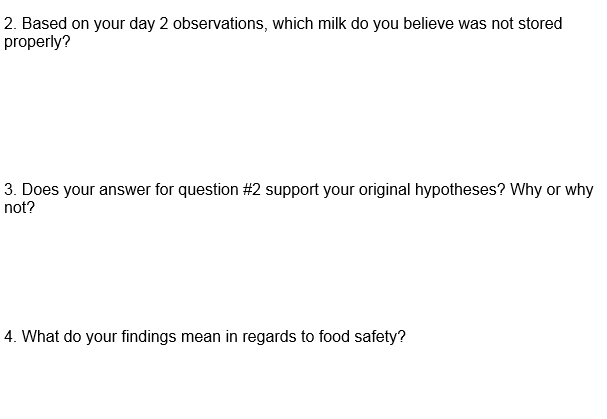 2. Based on your day 2 observations, which milk do you believe was not stored
properly?
3. Does your answer for question #2 support your original hypotheses? Why or why
not?
4. What do your findings mean in regards to food safety?